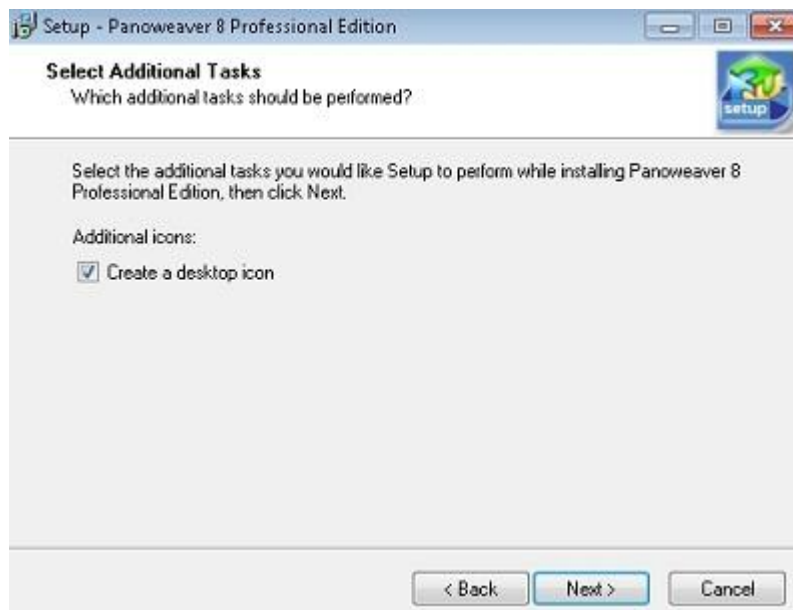 Setup - Panoweaver 8 Professional Edition
Select Additional Tasks
Which additional tasks should be performed?
setup
Select the additional tasks you would like Setup to perform while installing Panoweaver 8
Professional Edition, then click Next.
Additional icons:
Create a desktop icon
< Back
Next >
Cancel